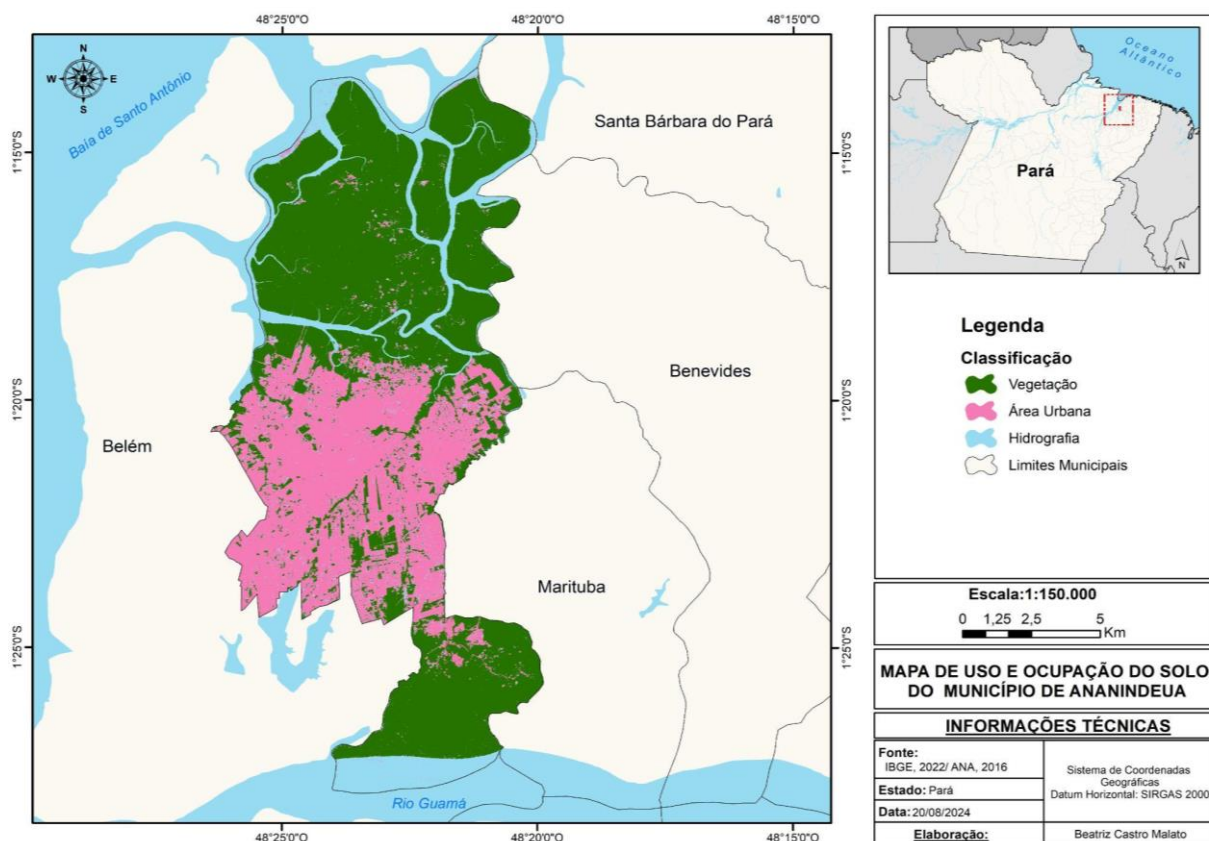 48°25'0"O
48°20'0"O
48°15'0"O
N
W
E
S
Baía de Santo Antônio
1°15'0"S
1°15'0"S
Santa Bárbara do Pará
Benevides
1°20'0"S
1°20'0"S
Belém
Marituba
1°25'0"S
1°25'0"S
Rio Guamá
48°25'0"O
48°20'0"O
48°15'0"O
Oceano
Altântico
Pará
N
Legenda
Classificação
Vegetação
Área Urbana
Hidrografia
Limites Municipais
Escala:1:150.000
0 1,25 2,5 5
Km
MAPA DE USO E OCUPAÇÃO DO SOLO
DO MUNICÍPIO DE ANANINDEUA
INFORMAÇÕES TÉCNICAS
Fonte:
IBGE, 2022/ ANA, 2016
Estado: Pará
Data: 20/08/2024
Sistema de Coordenadas
Geográficas
Datum Horizontal: SIRGAS 2000
Elaboração:
Beatriz Castro Malato